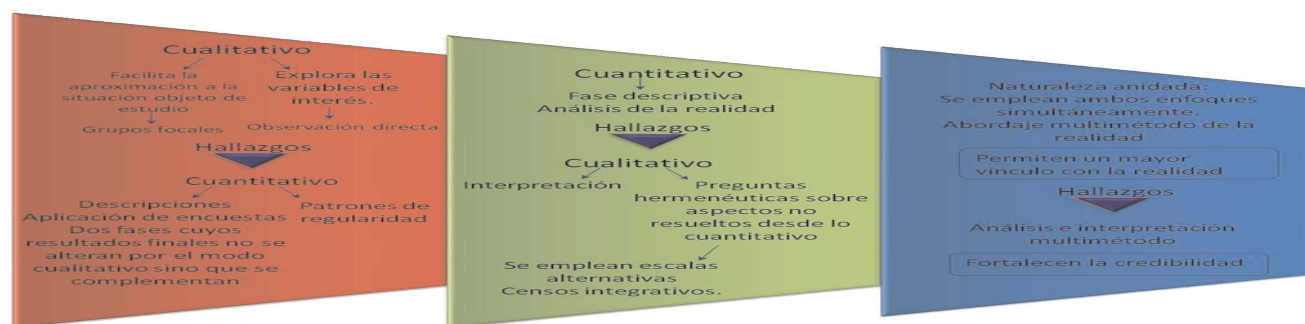 Cualitativo
Facilita la
aproximación a la
situación objeto de
estudio
Explora las
variables de
interés.
Grupos focales
Observación directa
Hallazgos
Cuantitativo
Descripciones
Aplicación de encuestas
Dos fases cuyos
resultados finales no se
alteran por el modo
cualitativo sino que se
complementan
Patrones de
regularidad
Cuantitativo
Fase descriptiva
Análisis de la realidad
Hallazgos
Cualitativo
Interpretación
Preguntas
hermenéuticas sobre
aspectos no
resueltos desde lo
cuantitativo
Se emplean escalas
alternativas
Censos integrativos.
Naturaleza anidada:
Se emplean ambos enfoques
simultáneamente.
Abordaje multimétodo de la
realidad
Permiten un mayor
vinculo con la realidad
Hallazgos
Análisis e interpretación
multimétodo
Fortalecen la credibilidad